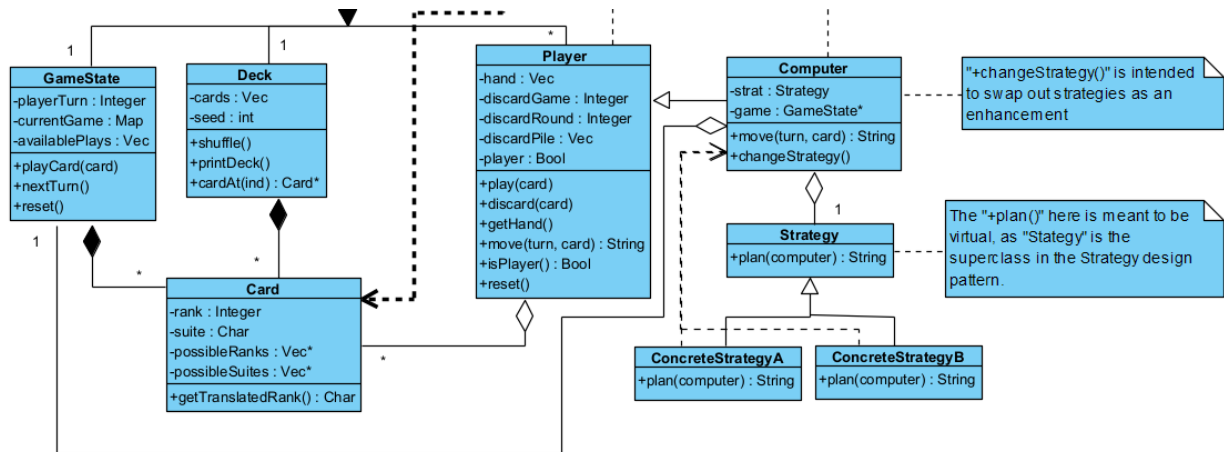 1
1
*
GameState
-playerTurn : Integer
-currentGame : Map
-availablePlays : Vec
+playCard(card)
+nextTurn()
+reset()
Deck
-cards : Vec
-seed : int
+shuffle()
+printDeck()
+cardAt(ind) : Card*
Player
-hand : Vec
-discardGame : Integer
-discardRound : Integer
-discardPile : Vec
-player : Bool
+play(card)
+discard(card)
+getHand()
+move(turn, card) : String
+isPlayer() : Bool
+reset()
Computer
-strat : Strategy
-game : GameState*
+move(turn, card) : String
+changeStrategy()
"+changeStrategy()" is intended
to swap out strategies as an
enhancement
1
Strategy
+plan(computer) : String
The "+plan()" here is meant to be
virtual, as "Stategy" is the
superclass in the Strategy design
pattern.
1
*
*
Card
-rank : Integer
-suite : Char
-possibleRanks : Vec*
-possibleSuites : Vec*
+getTranslatedRank() : Char
*
ConcreteStrategyA
+plan(computer) : String
ConcreteStrategyB
+plan(computer) : String